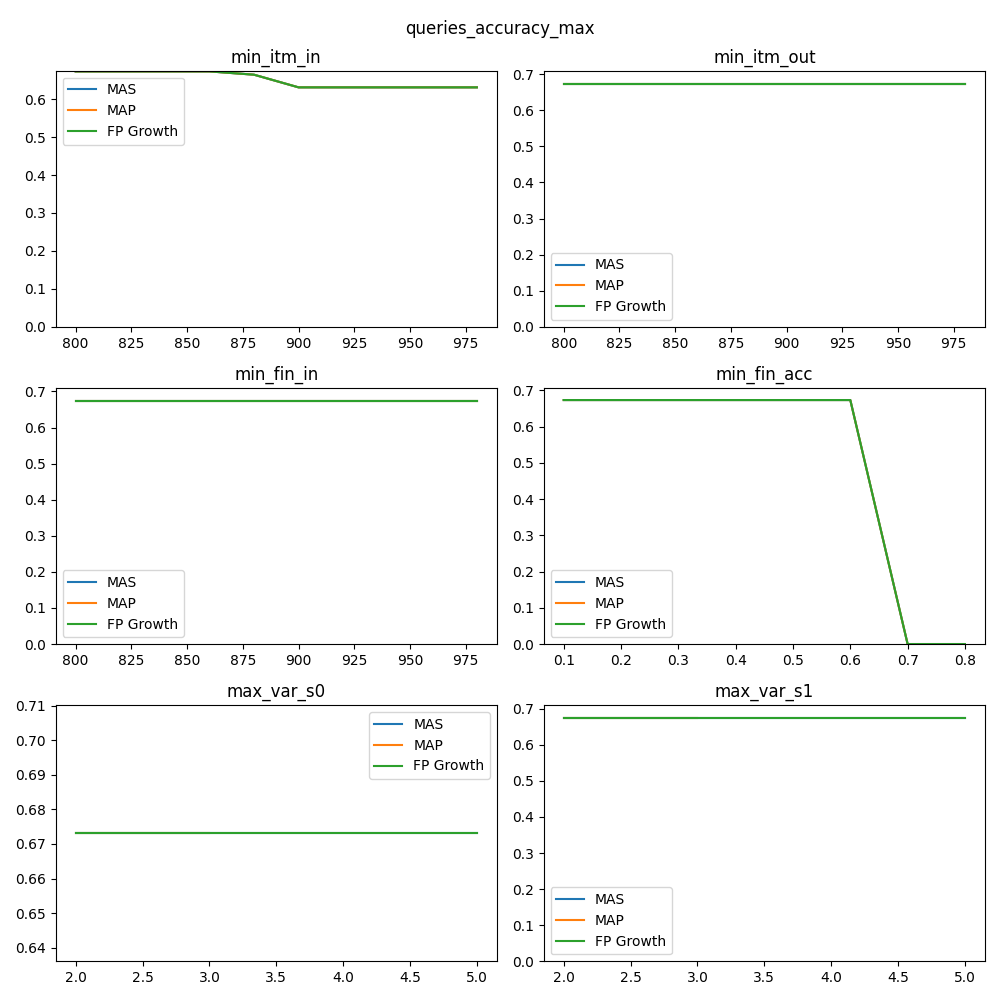 queries_accuracy_max
min_itm_in
0.6
0.5
0.4
0.3
0.2
0.1
0.0
MAS
MAP
FP Growth
800 825 850 875 900 925 950 975
min_itm_out
0.7
0.6
0.5
0.4
0.3
0.2
0.1
0.0
MAS
MAP
FP Growth
800 825 850 875 900 925 950 975
min_fin_in
0.7
0.6
0.5
0.4
0.3
0.2
0.1
0.0
MAS
MAP
FP Growth
800 825 850 875 900 925 950 975
min_fin_acc
0.7
0.6
0.5
0.4
0.3
0.2
0.1
0.0
MAS
MAP
FP Growth
0.1 0.2 0.3 0.4 0.5 0.6 0.7 0.8
max_var_s0
0.71
0.70
0.69
0.68
0.67
0.66
0.65
0.64
MAS
MAP
FP Growth
2.0 2.5 3.0 3.5 4.0 4.5 5.0
max_var_s1
0.7
0.6
0.5
0.4
0.3
0.2
0.1
0.0
MAS
MAP
FP Growth
2.0 2.5 3.0 3.5 4.0 4.5 5.0